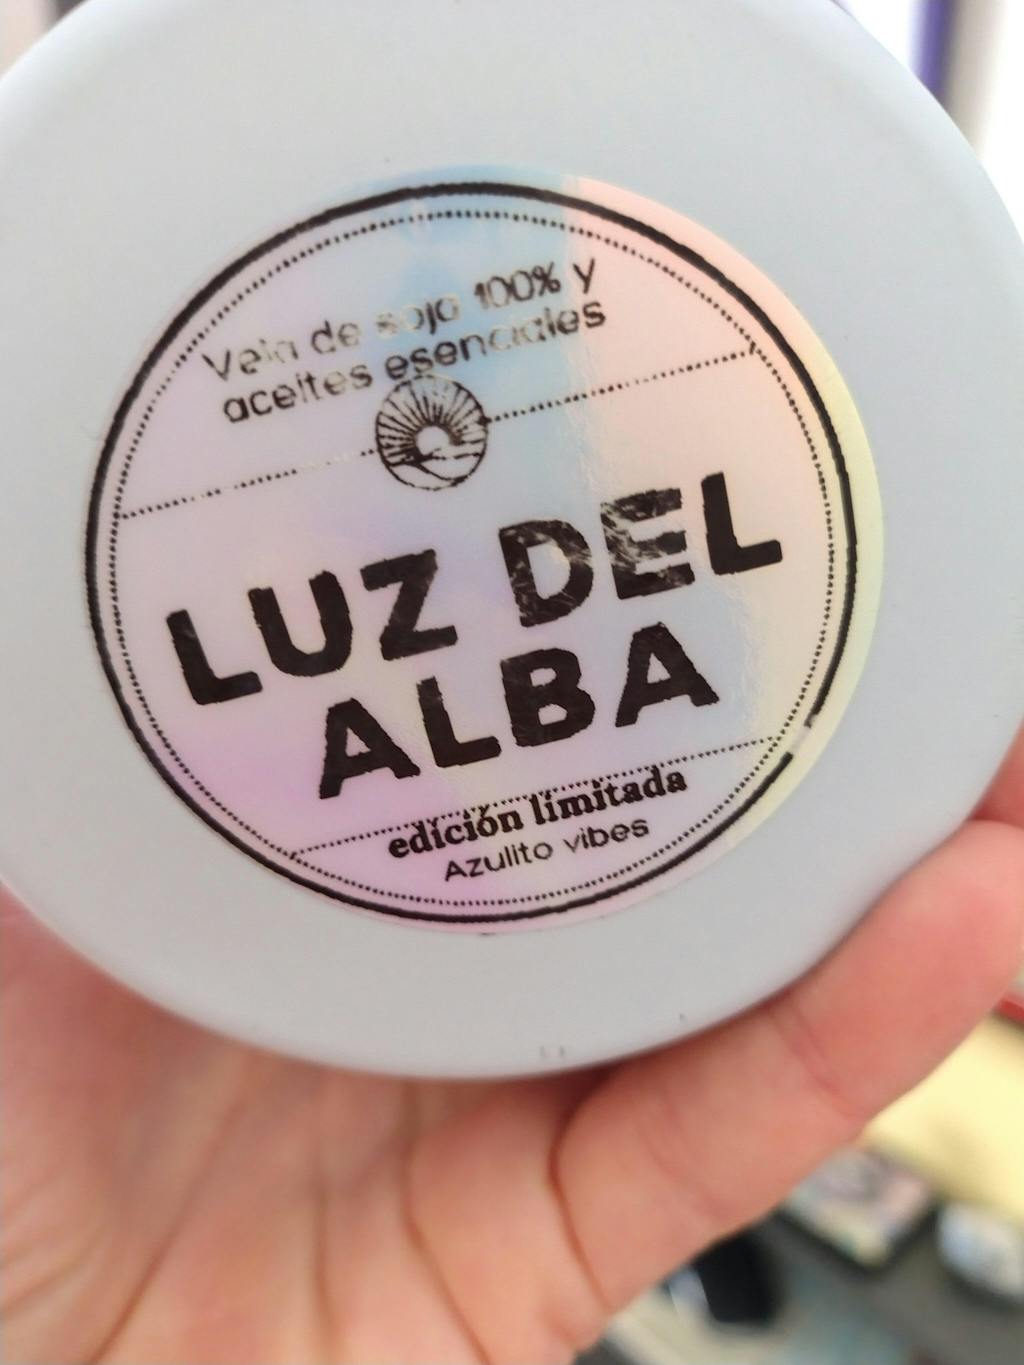 Vela de soja 100% y
aceites esenciales
LUZ DEL
ALBA
edición limitada
Azulito vibes